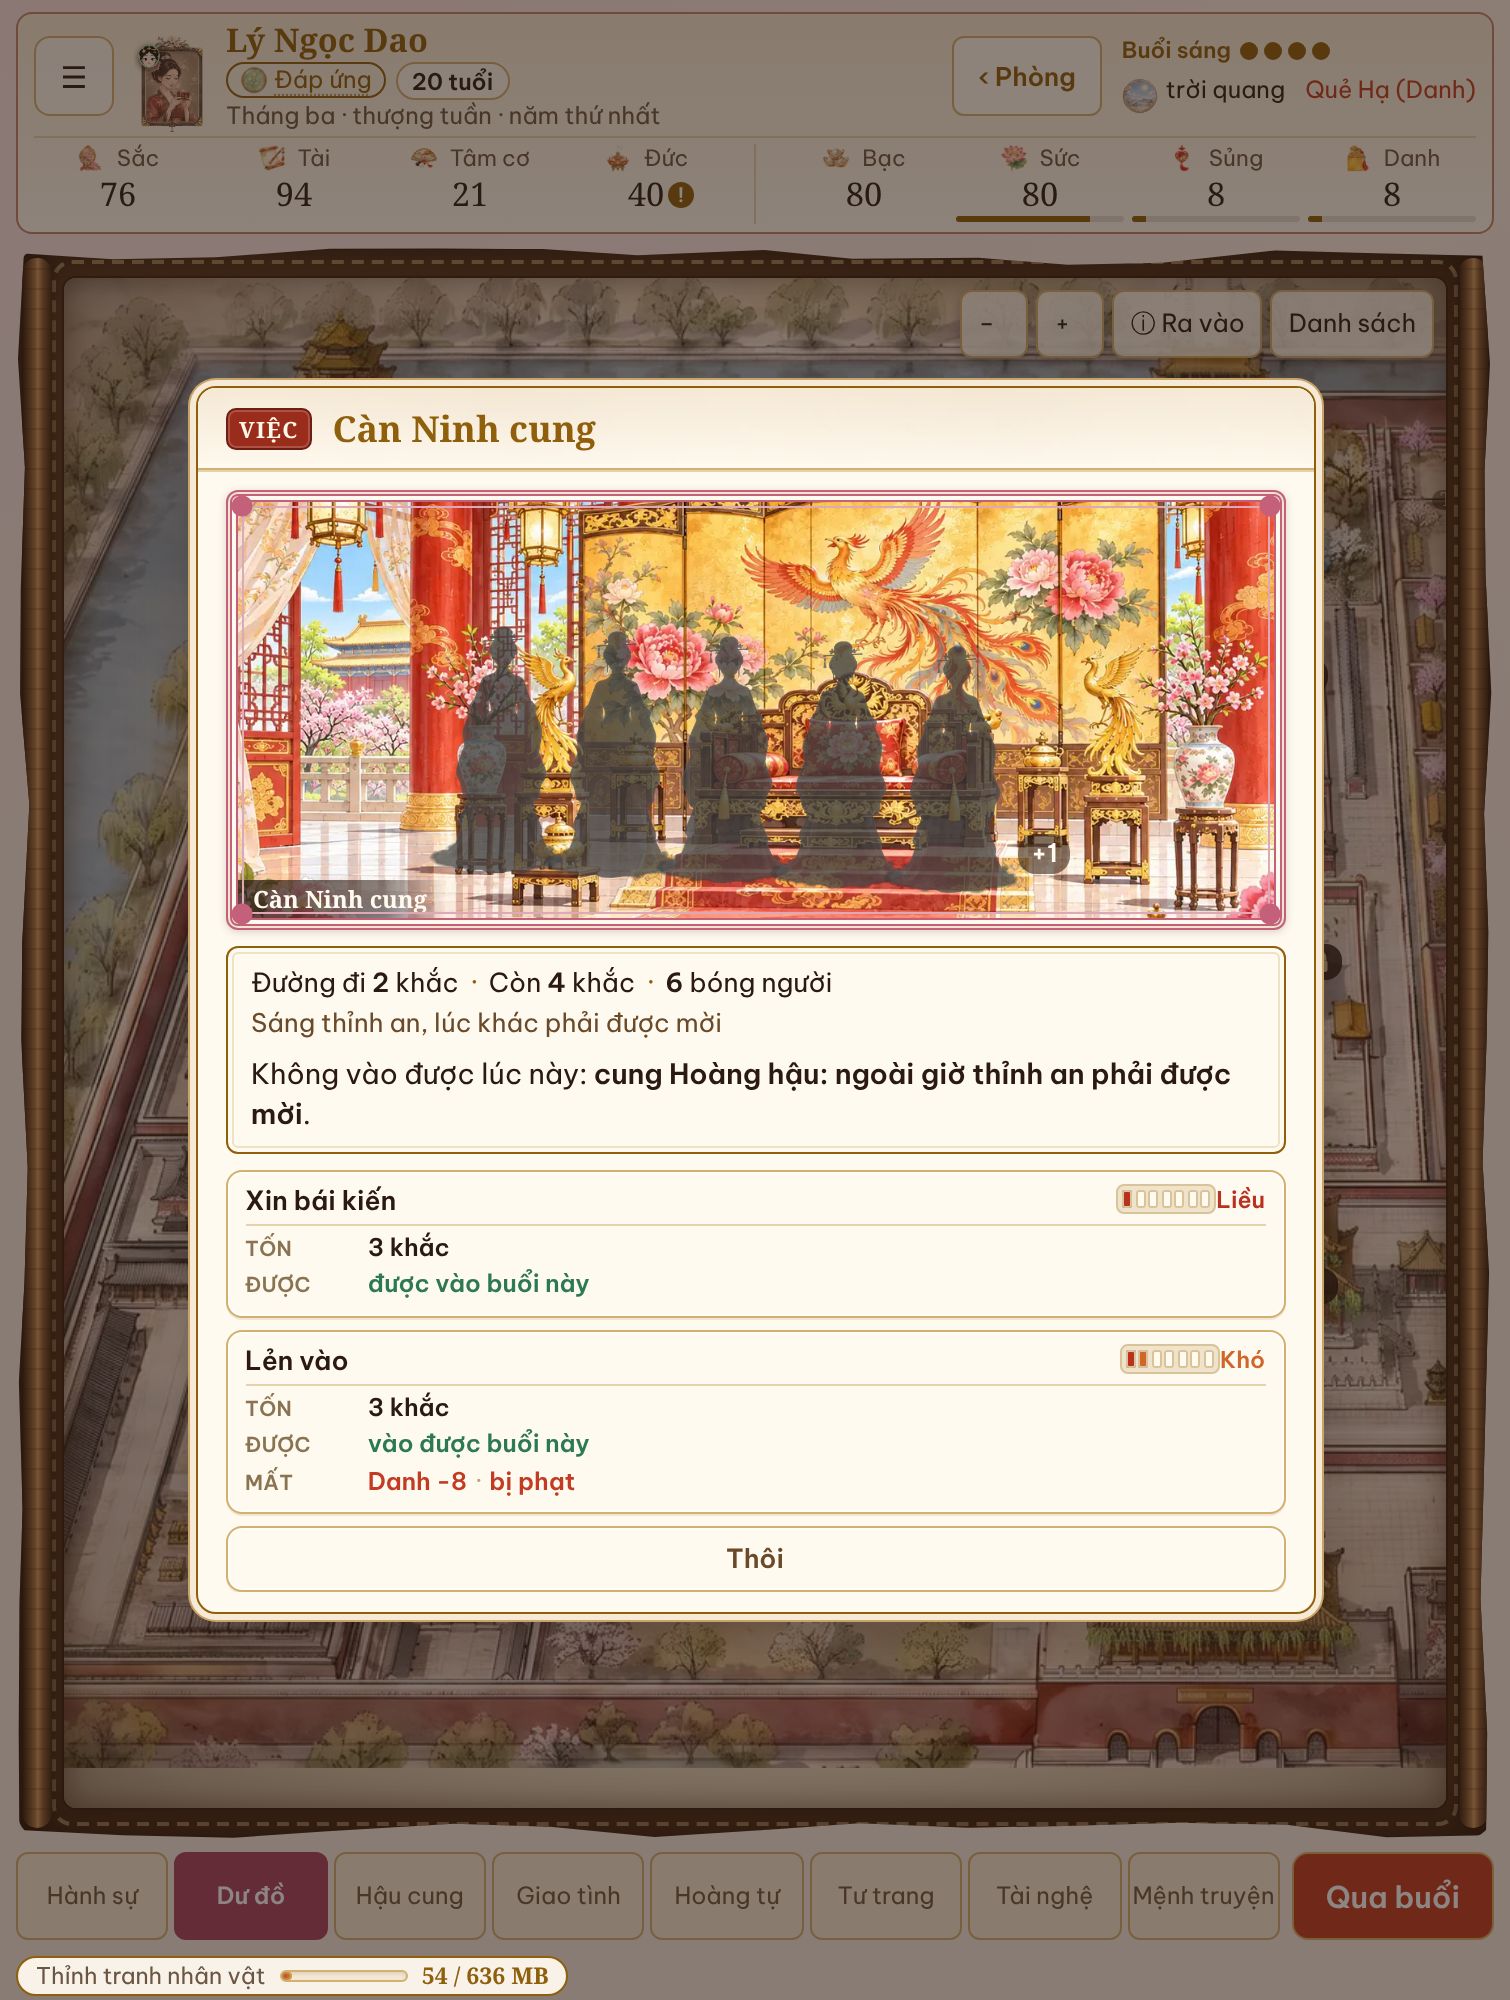 ☰
Lý Ngọc Dao
Đáp ứng 20 tuổi
Tháng ba · thượng tuần · năm thứ nhất
‹ Phòng
Buổi sáng
trời quang Quẻ Hạ (Danh)
Sắc Tài Tâm cơ Đức Bạc Sức Sủng Danh
76 94 21 40 ! 80 80 8 8
− + ⓘ Ra vào Danh sách
VIỆC Càn Ninh cung
+1
Càn Ninh cung
Đường đi 2 khắc · Còn 4 khắc · 6 bóng người
Sáng thỉnh an, lúc khác phải được mời
Không vào được lúc này: cung Hoàng hậu: ngoài giờ thỉnh an phải được
mời.
Xin bái kiến Liều
TỐN 3 khắc
ĐƯỢC được vào buổi này
Lẻn vào Khó
TỐN 3 khắc
ĐƯỢC vào được buổi này
MẤT Danh -8 · bị phạt
Thôi
Hành sự Dư đồ Hậu cung Giao tình Hoàng tự Tư trang Tài nghệ Mệnh truyện Qua buổi
Thỉnh tranh nhân vật 54 / 636 MB